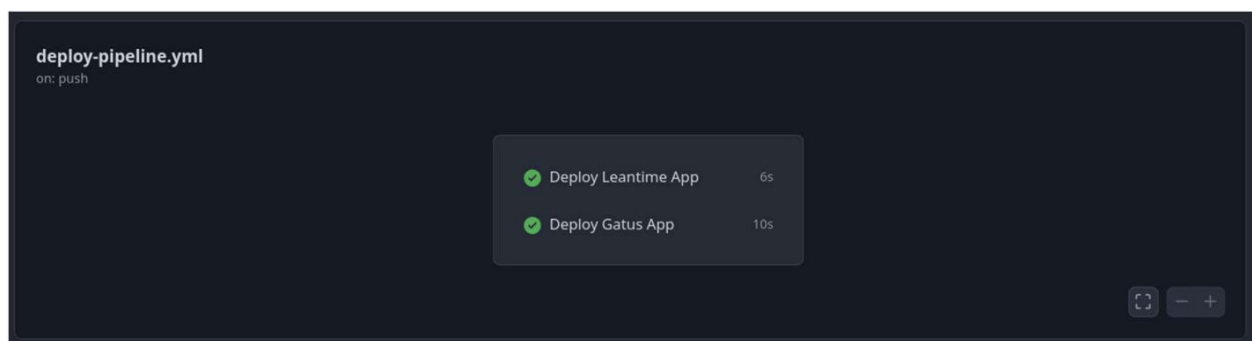 deploy-pipeline.yml
on: push
Deploy Leantime App 6s
Deploy Gatus App 10s